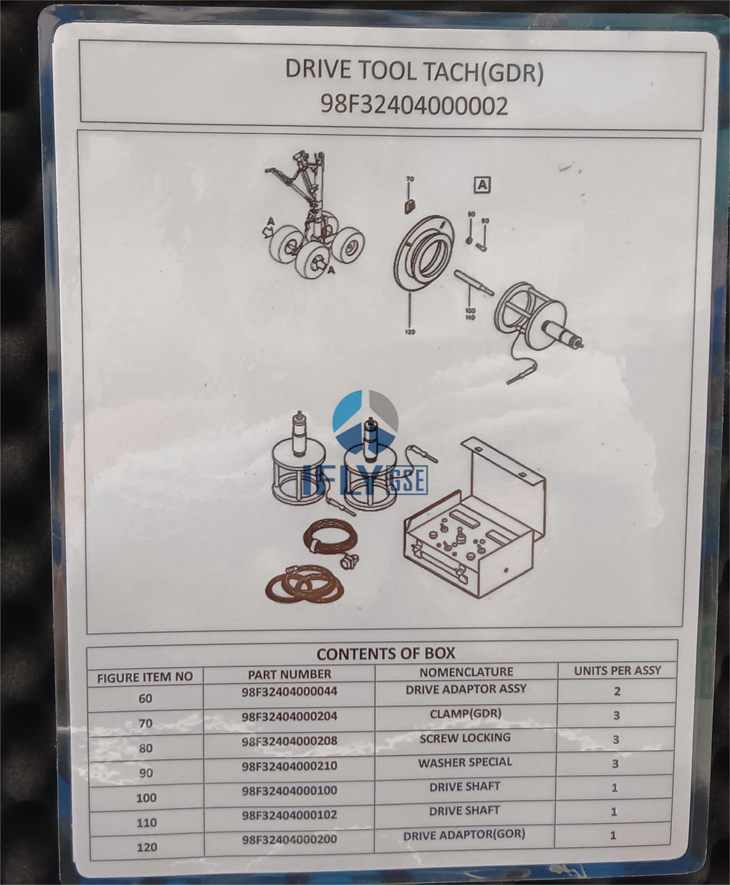 DRIVE TOOL TACH(GDR)
98F32404000002
A
70
A
90 80
A
100
110
120
IFLY GSE
CONTENTS OF BOX
FIGURE ITEM NO PART NUMBER NOMENCLATURE UNITS PER ASSY
60 98F32404000044 DRIVE ADAPTOR ASSY 2
70 98F32404000204 CLAMP(GDR) 3
80 98F32404000208 SCREW LOCKING 3
90 98F32404000210 WASHER SPECIAL 3
100 98F32404000100 DRIVE SHAFT 1
110 98F32404000102 DRIVE SHAFT 1
120 98F32404000200 DRIVE ADAPTOR(GOR) 1